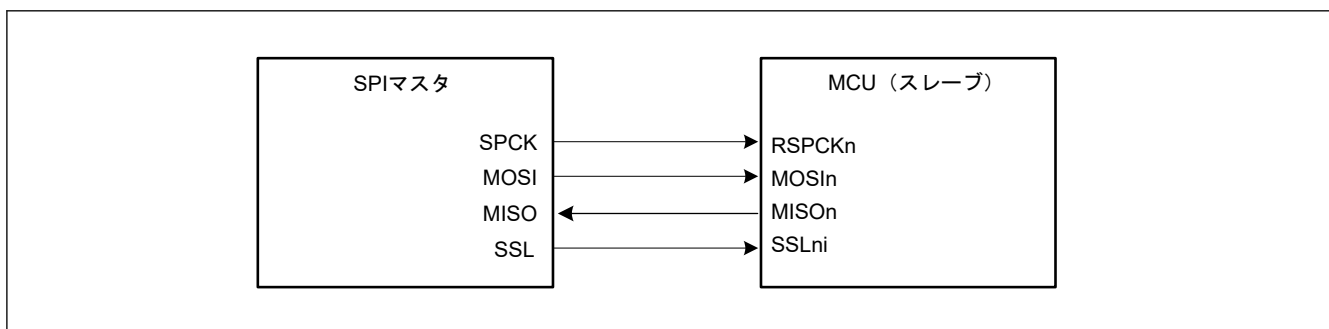 SPIマスタ
SPCK
MOSI
MISO
SSL
MCU（スレーブ）
RSPCKn
MOSIn
MISOn
SSLni